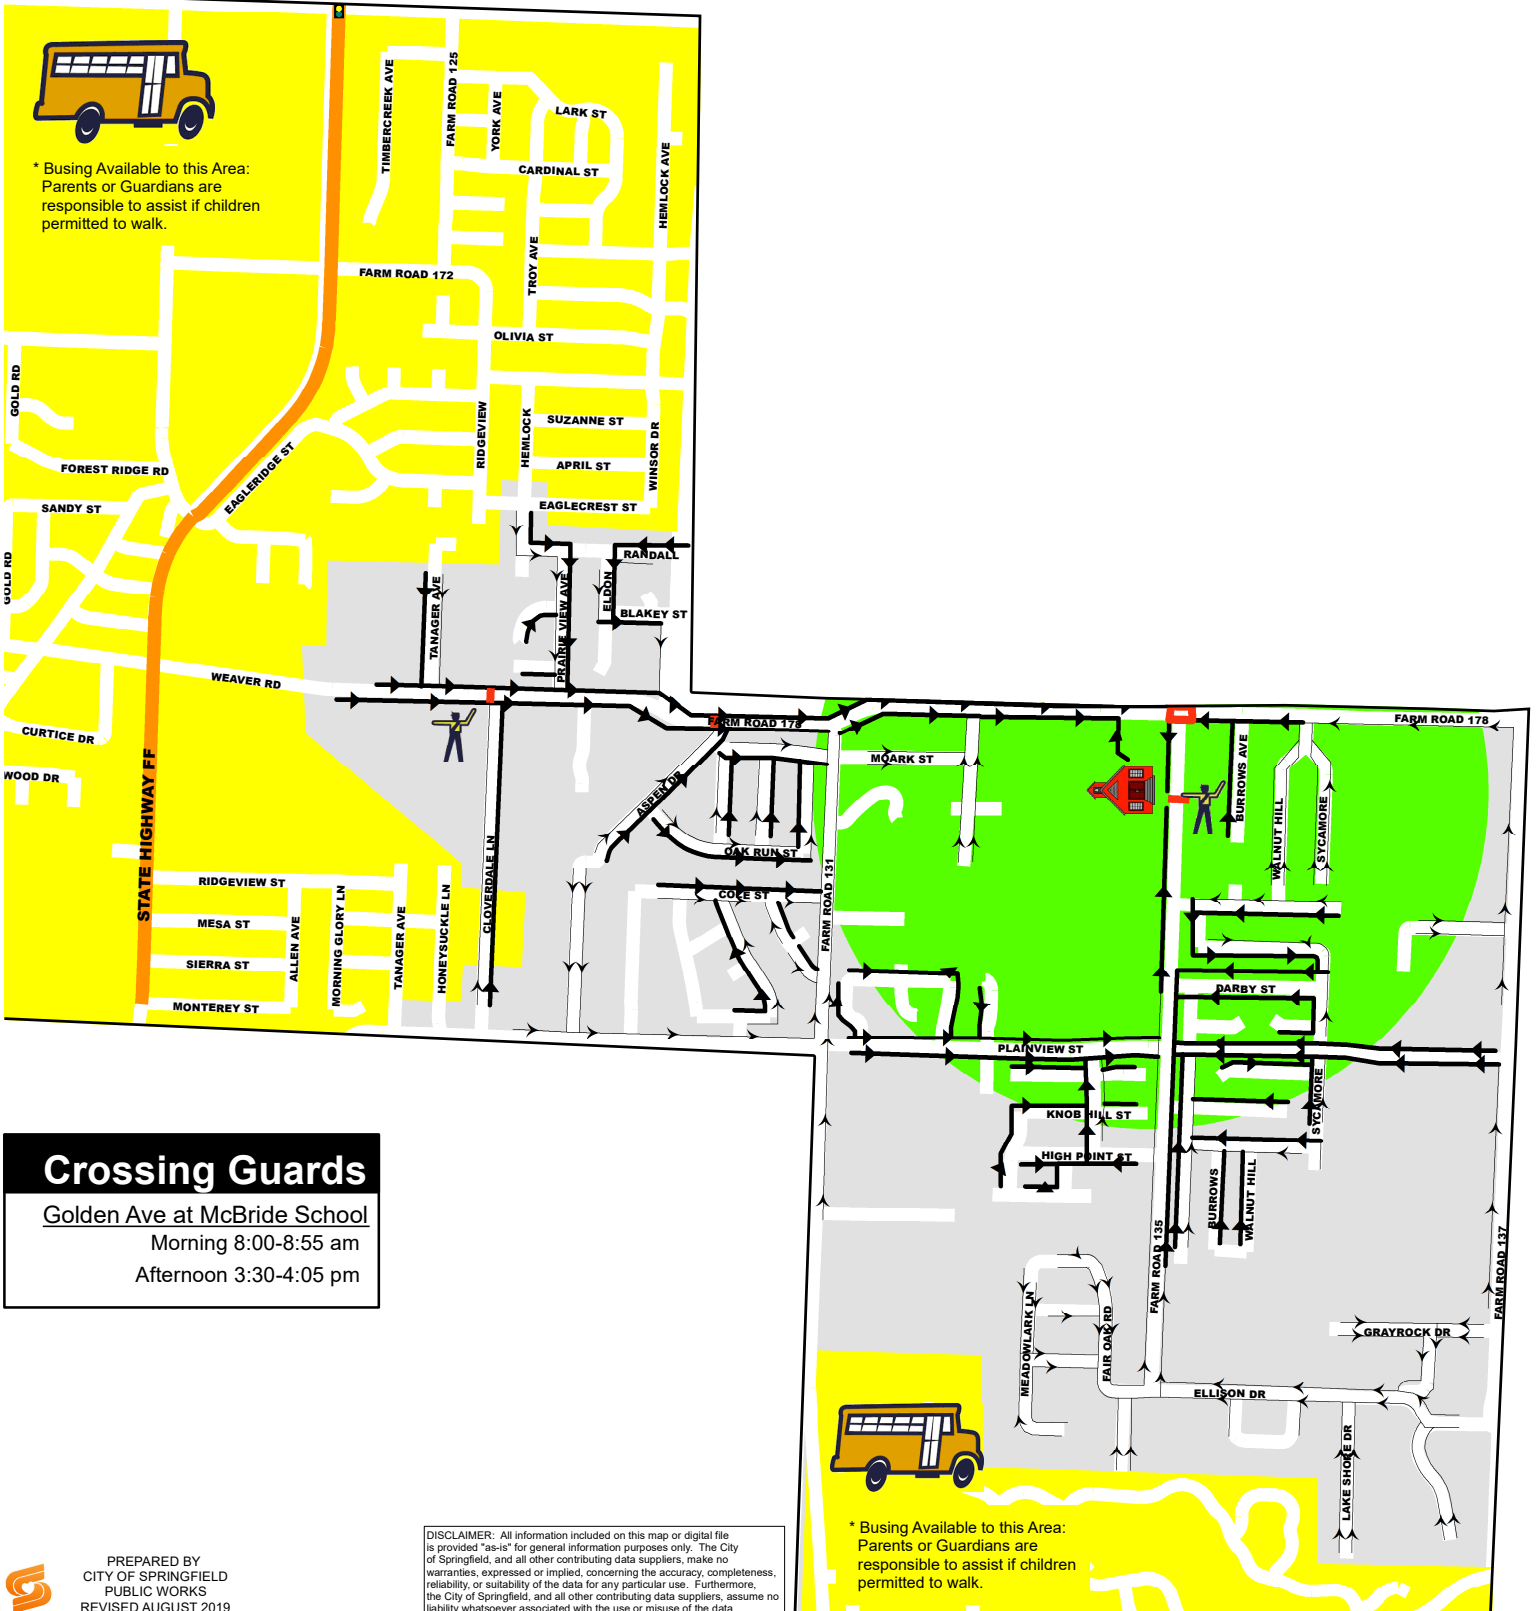 * Busing Available to this Area:
Parents or Guardians are
responsible to assist if children
permitted to walk.
TIMBERCREEK AVE
FARM ROAD 125
YORK AVE
LARK ST
CARDINAL ST
HEMLOCK AVE
TROY AVE
FARM ROAD 172
OLIVIA ST
GOLD RD
RIDGEVIEW
HEMLOCK
SUZANNE ST
WINSOR DR
APRIL ST
FOREST RIDGE RD
EAGLERIDGE ST
SANDY ST
EAGLECREST ST
GOLD RD
RANDALL
TANAGER AVE
PRAIRIE VIEW AVE
ELDON
BLAKEY ST
WEAVER RD
FARM ROAD 178
FARM ROAD 178
CURTICE DR
WOOD DR
STATE HIGHWAY FF
ASPEN DR
MOARK ST
BURROWS AVE
WALNUT HILL
SYCAMORE
OAK RUN ST
CLOVERDALE LN
RIDGEVIEW ST
COLE ST
FARM ROAD 131
MESA ST
ALLEN AVE
MORNING GLORY LN
TANAGER AVE
HONEYSUCKLE LN
SIERRA ST
MONTEREY ST
DARBY ST
PLAINVIEW ST
SYCAMORE
KNOB HILL ST
HIGH POINT ST
BURROWS
WALNUT HILL
FARM ROAD 135
FARM ROAD 137
Crossing Guards
Golden Ave at McBride School
Morning 8:00-8:55 am
Afternoon 3:30-4:05 pm
MEADOWLARK LN
FAIR OAK RD
GRAYROCK DR
ELLISON DR
LAKE SHORE DR
* Busing Available to this Area:
Parents or Guardians are
responsible to assist if children
permitted to walk.
PREPARED BY
CITY OF SPRINGFIELD
PUBLIC WORKS
REVISED AUGUST 2019
DISCLAIMER: All information included on this map or digital file
is provided "as-is" for general information purposes only. The City
of Springfield, and all other contributing data suppliers, make no
warranties, expressed or implied, concerning the accuracy, completeness,
reliability, or suitability of the data for any particular use. Furthermore,
the City of Springfield, and all other contributing data suppliers, assume no
liability whatsoever associated with the use or misuse of the data